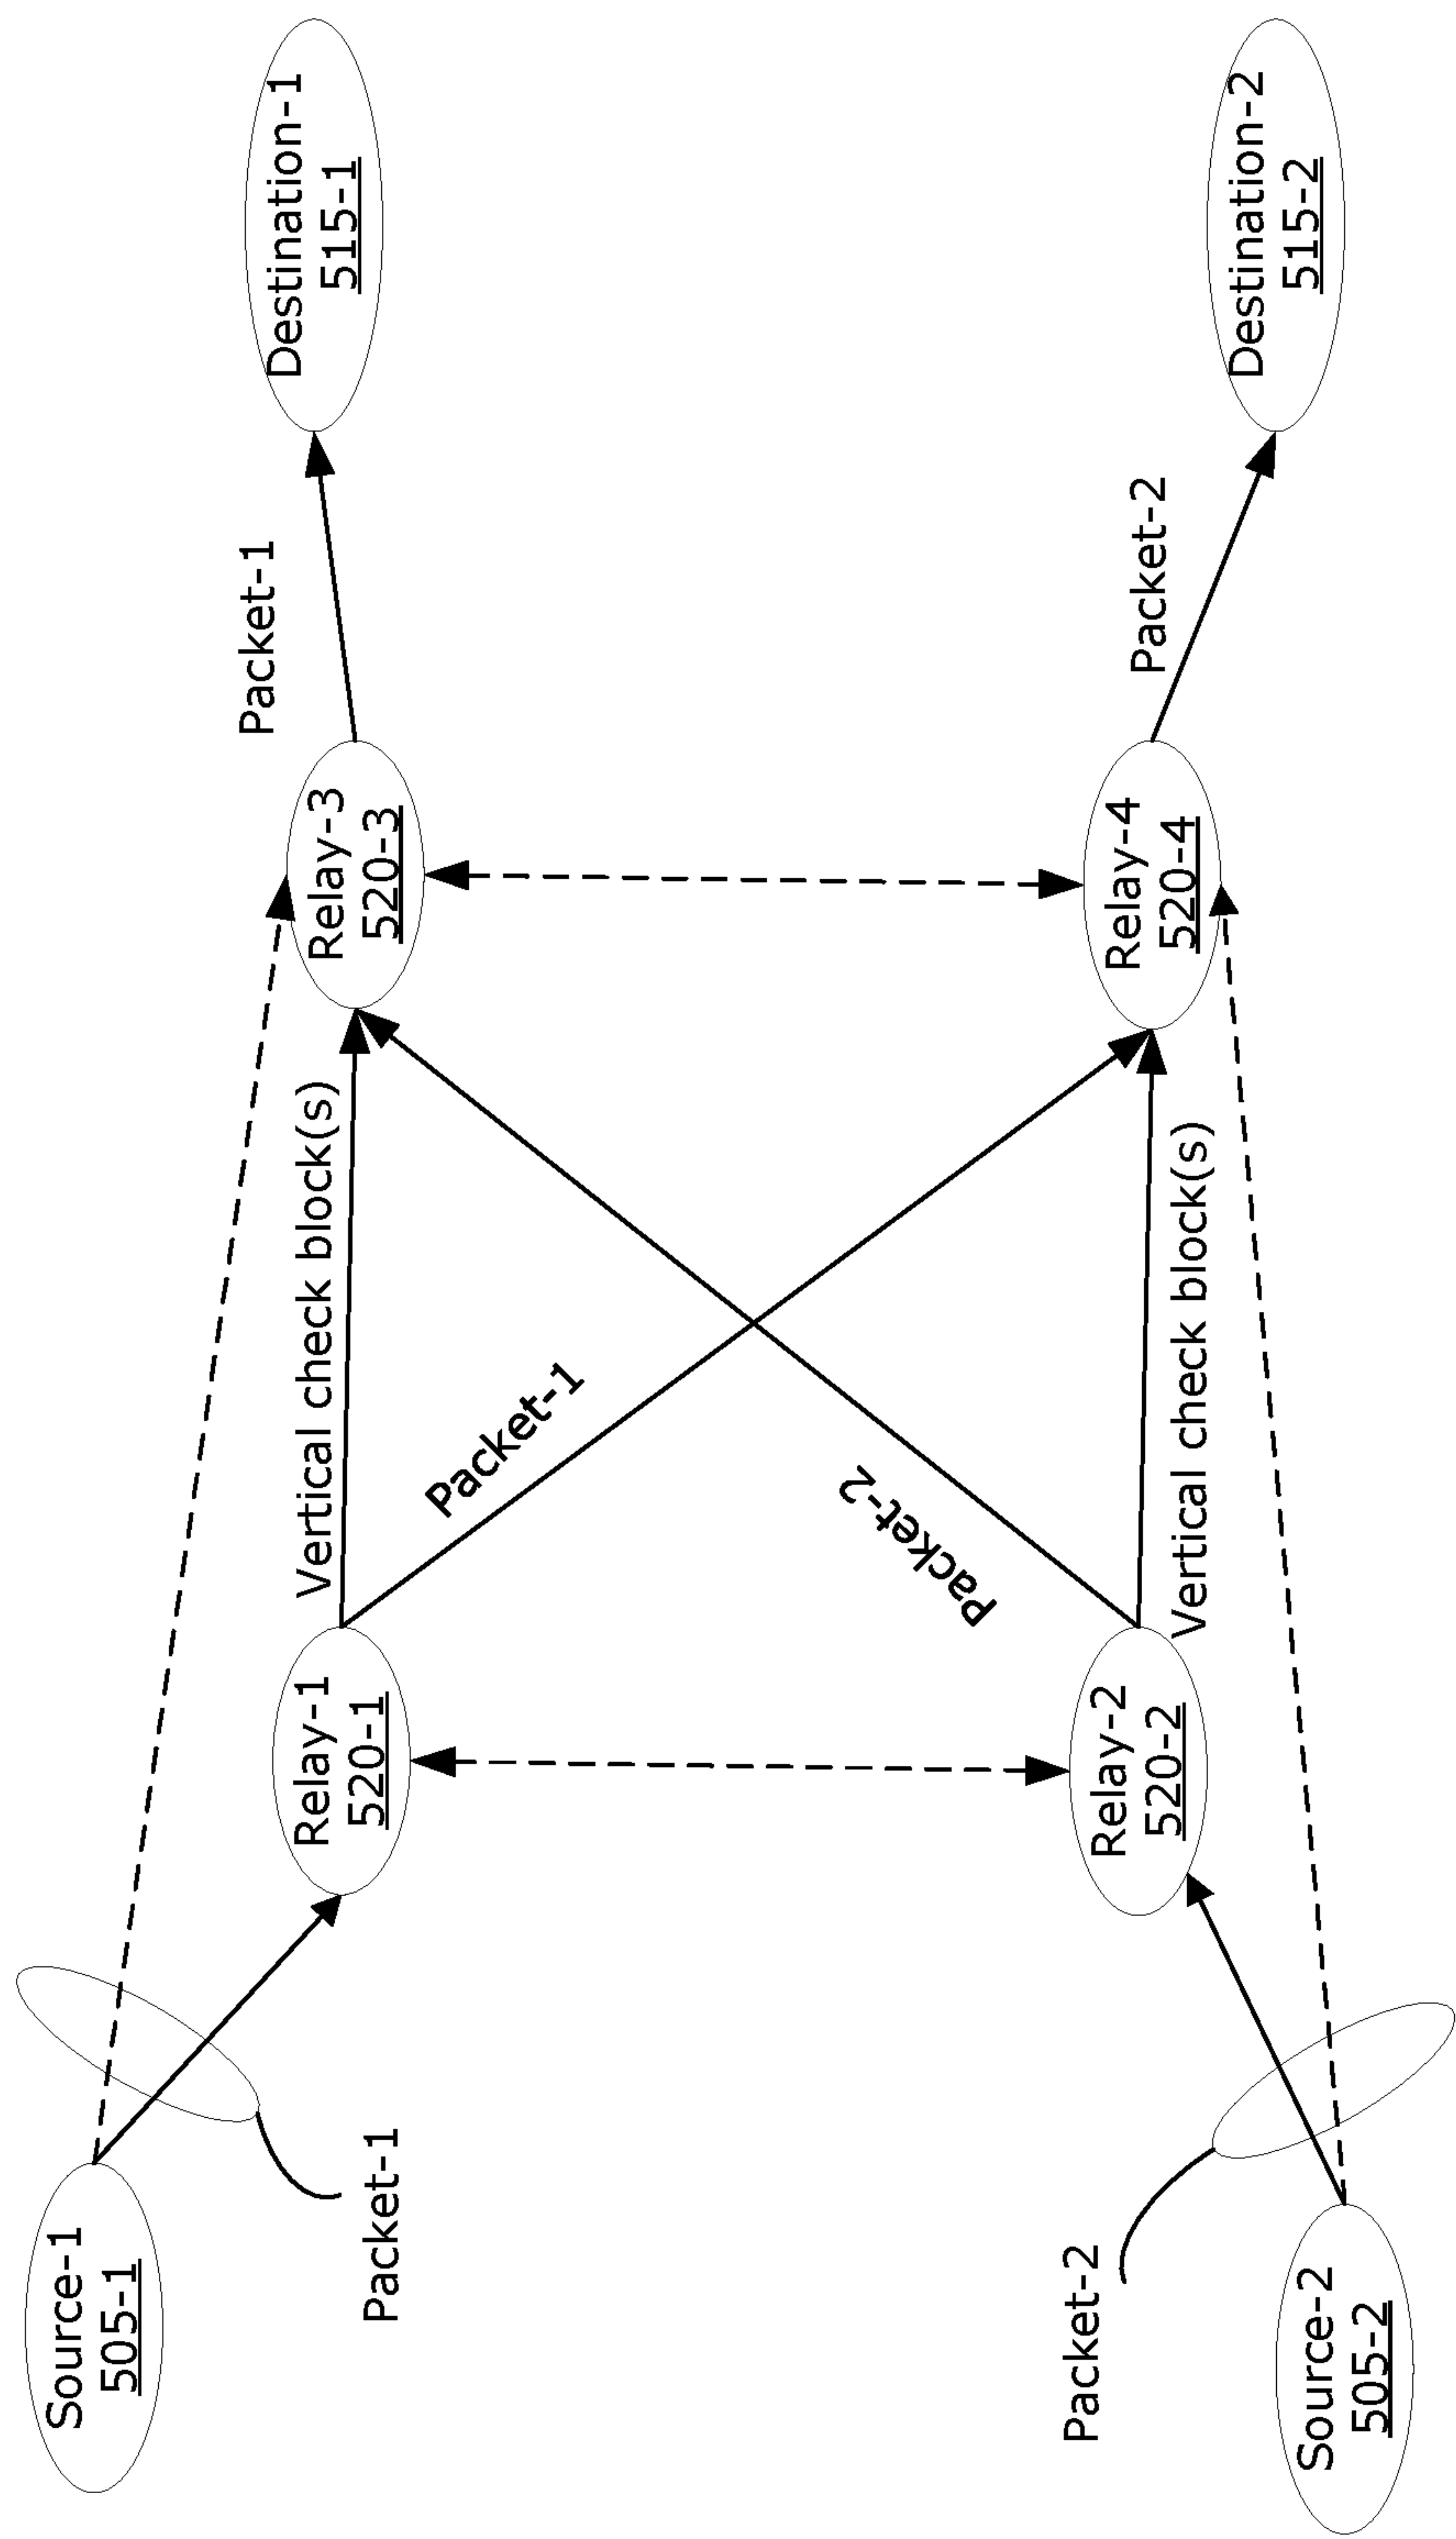 Source-1
505-1
Packet-1
Relay-1
520-1
Vertical check block(s)
Packet-1
Relay-3
520-3
Packet-1
Destination-1
515-1
Source-2
505-2
Packet-2
Relay-2
520-2
Packet-2
Vertical check block(s)
Relay-4
520-4
Packet-2
Destination-2
515-2